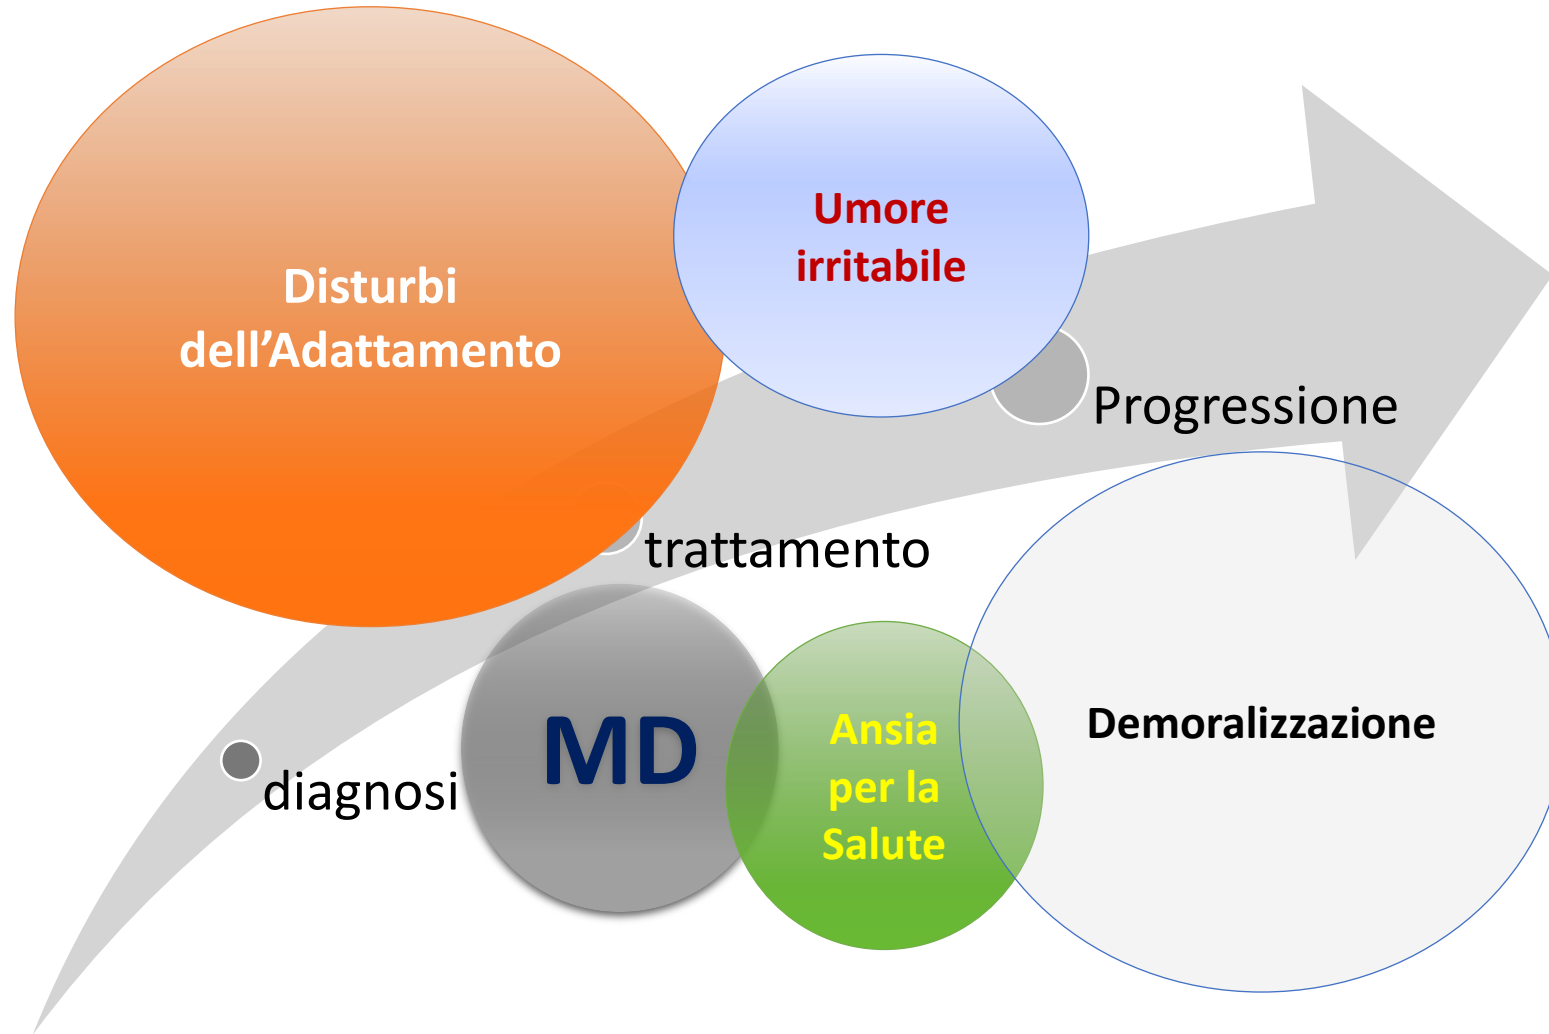 Disturbi
dell’Adattamento
Umore
irritabile
Progressione
trattamento
diagnosi
MD
Ansia
per la
Salute
Demoralizzazione